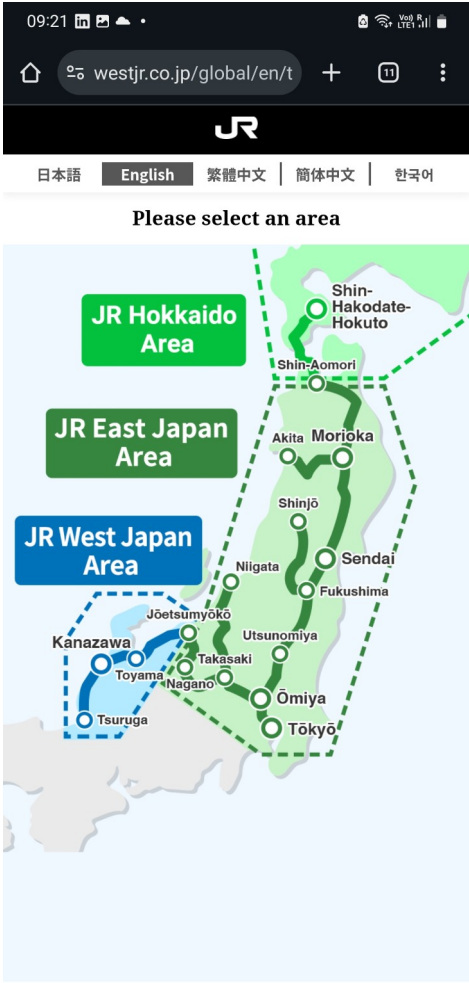 09:21
Vo)) R
LTE1
westjr.co.jp/global/en/t
11
JR
日本語 English 繁體中文 簡体中文 한국어
Please select an area
JR Hokkaido
Area
Shin-
Hakodate-
Hokuto
Shin-Aomori
JR East Japan
Area
Akita Morioka
Shinjō
JR West Japan
Area
Sendai
Niigata
Fukushima
Jōetsumyōkō
Utsunomiya
Kanazawa
Takasaki
Toyama
Nagano
Ōmiya
Tsuruga
Tōkyō